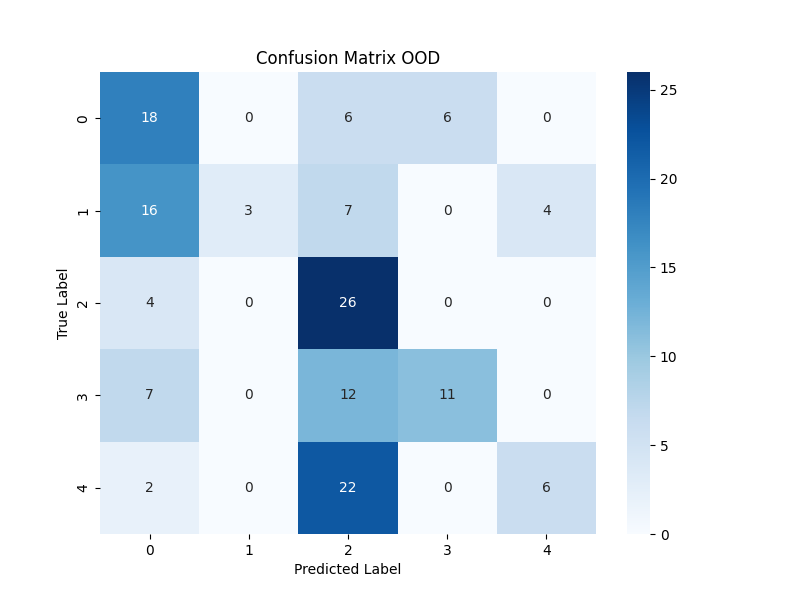 Confusion Matrix OOD
0 18 0 6 6 0
1 16 3 7 0 4
2 4 0 26 0 0
3 7 0 12 11 0
4 2 0 22 0 6
0 1 2 3 4
Predicted Label
True Label
25
20
15
10
5
0